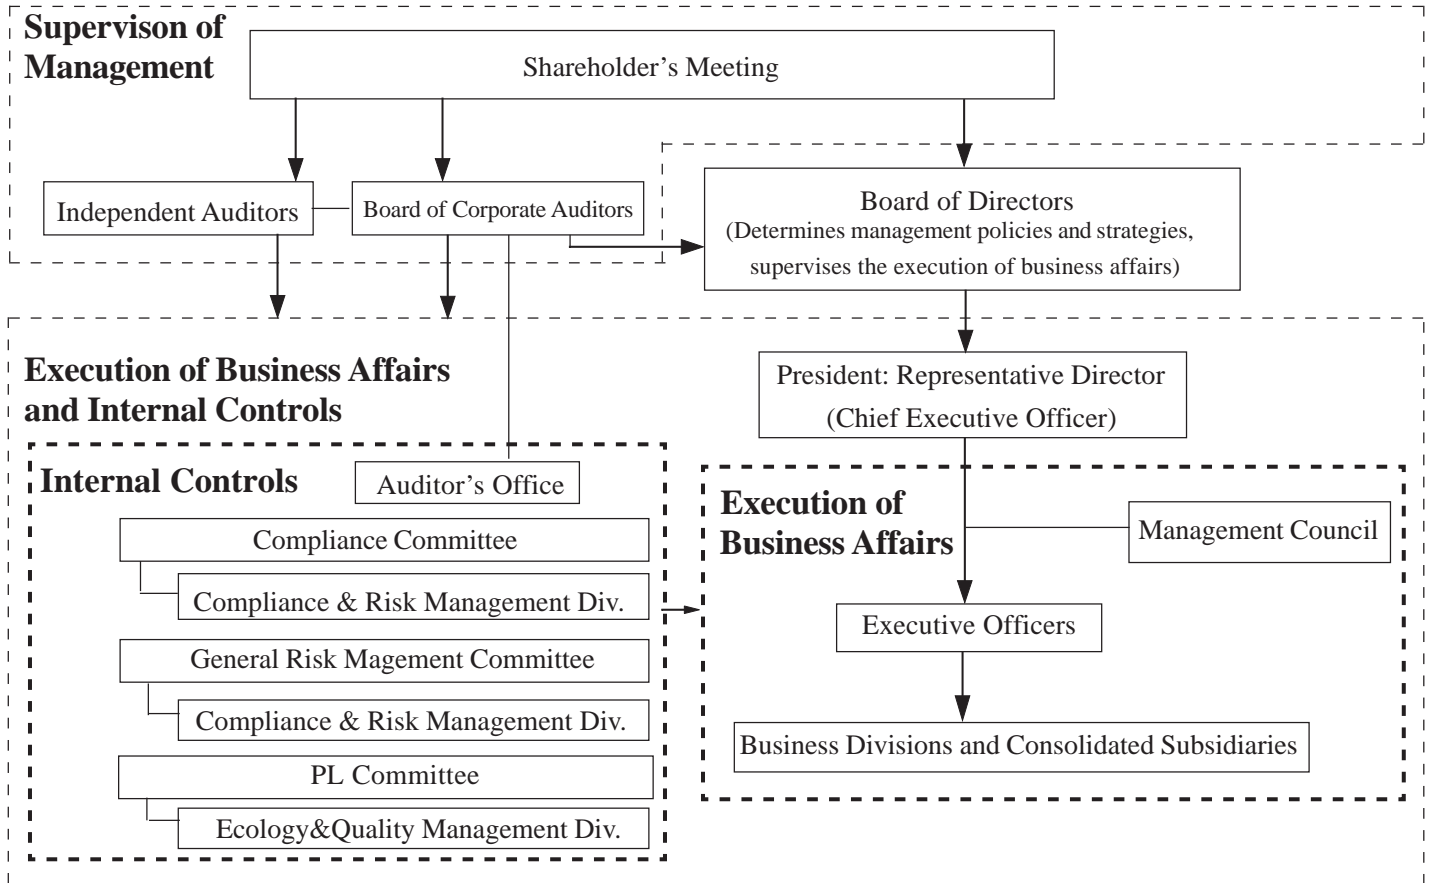 Supervison of
Management
Shareholder’s Meeting
Independent Auditors
Board of Corporate Auditors
Board of Directors
(Determines management policies and strategies,
supervises the execution of business affairs)
Execution of Business Affairs
and Internal Controls
President: Representative Director
(Chief Executive Officer)
Internal Controls
Auditor’s Office
Compliance Committee
Compliance & Risk Management Div.
General Risk Magement Committee
Compliance & Risk Management Div.
PL Committee
Ecology&Quality Management Div.
Execution of
Business Affairs
Management Council
Executive Officers
Business Divisions and Consolidated Subsidiaries